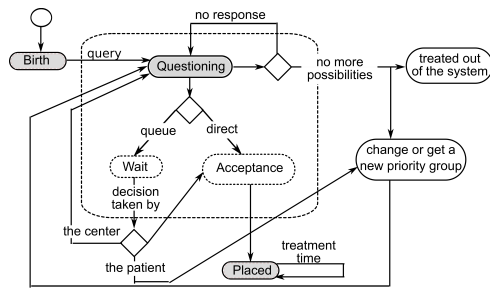 no response
Birth
query
Questioning
no more
possibilities
treated out
of the system
queue
direct
change or get a
new priority group
Wait
Acceptance
decision
taken by
the center
the patient
Placed
treatment
time